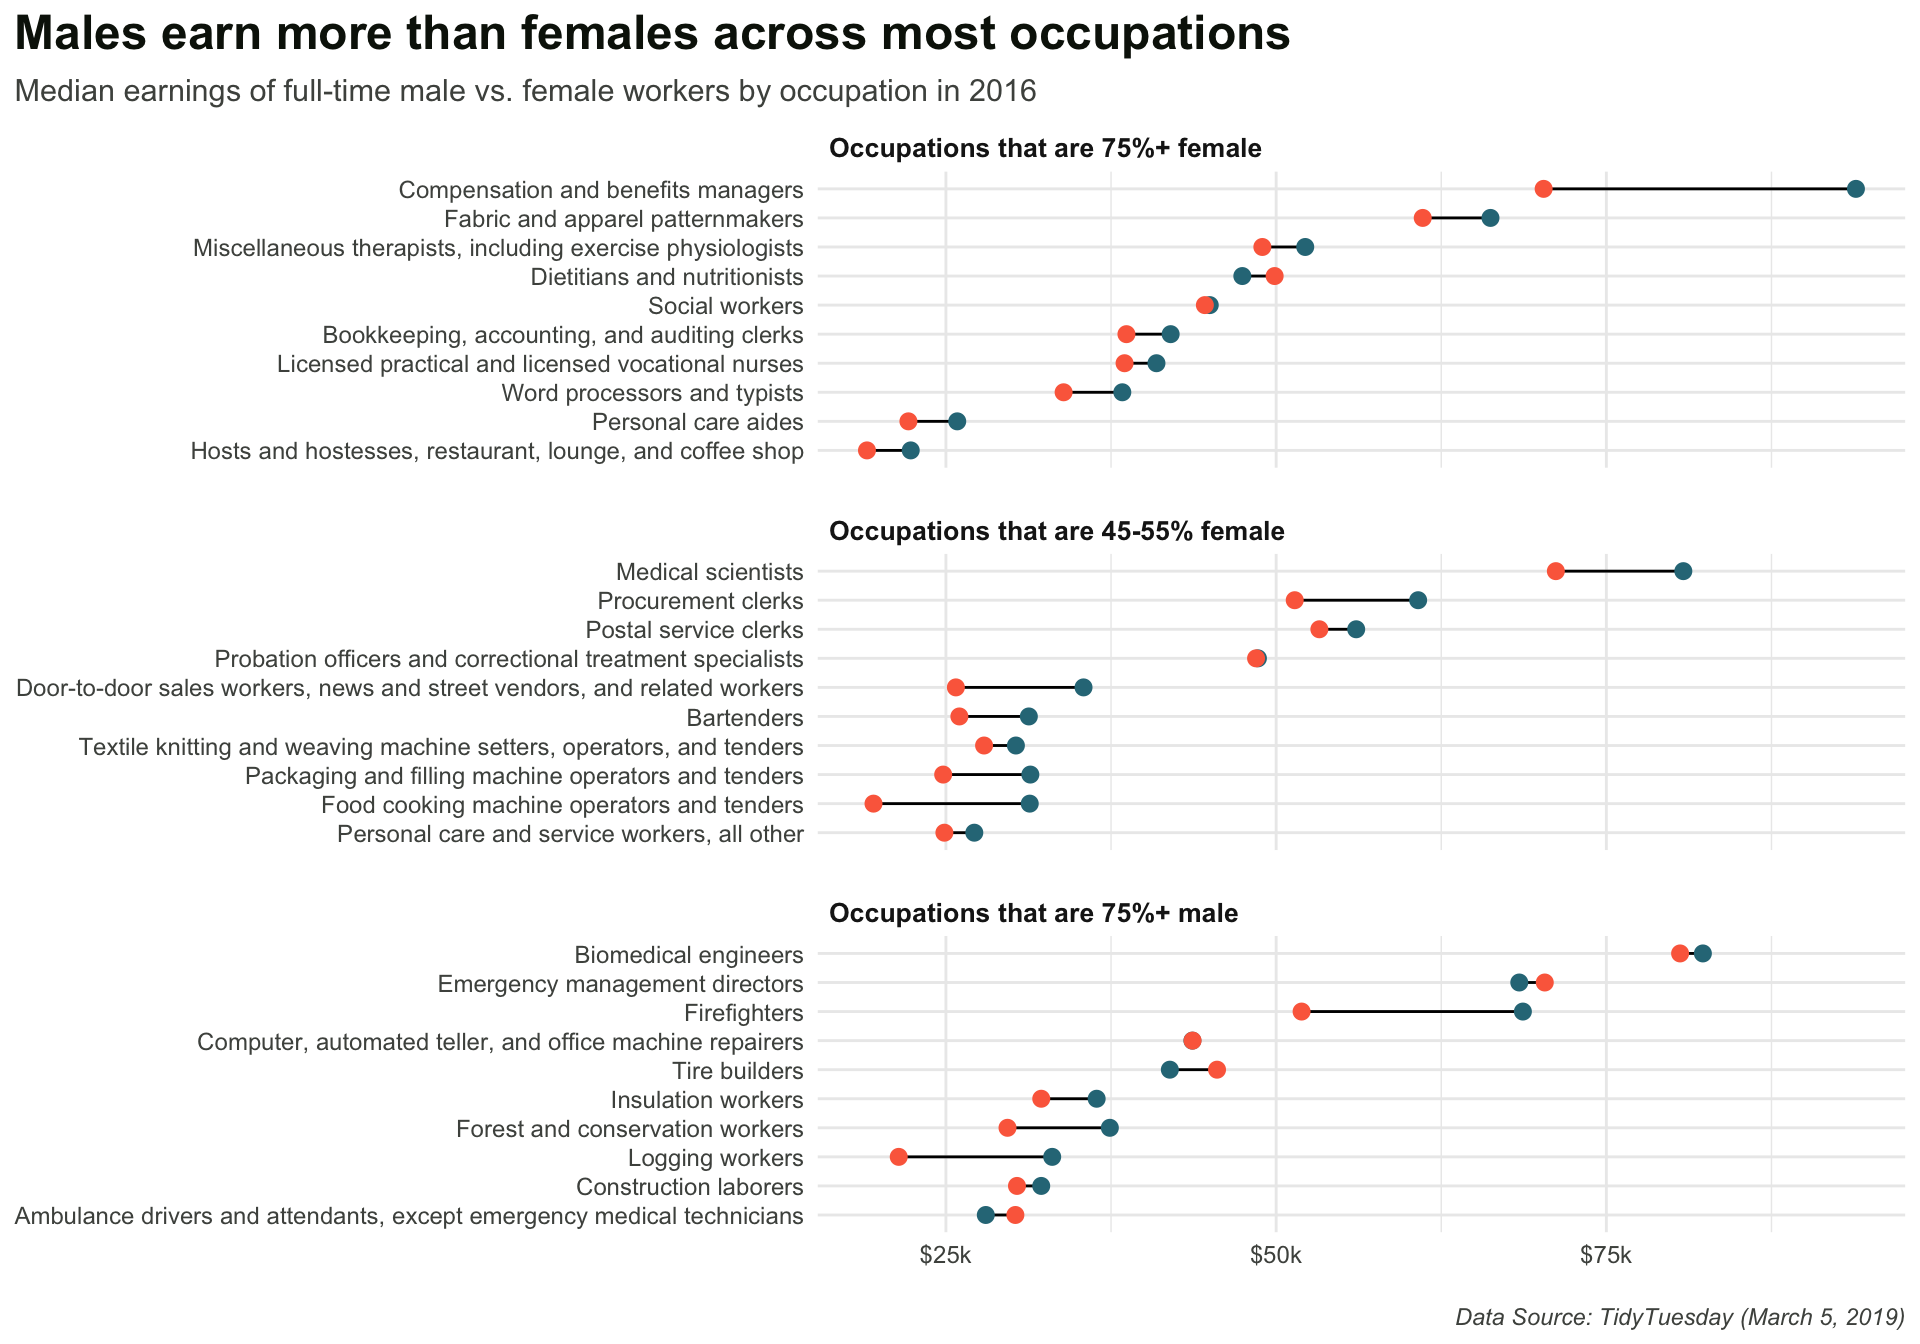 Males earn more than females across most occupations
Median earnings of full-time male vs. female workers by occupation in 2016
Occupations that are 75%+ female
Compensation and benefits managers
Fabric and apparel patternmakers
Miscellaneous therapists, including exercise physiologists
Dietitians and nutritionists
Social workers
Bookkeeping, accounting, and auditing clerks
Licensed practical and licensed vocational nurses
Word processors and typists
Personal care aides
Hosts and hostesses, restaurant, lounge, and coffee shop
Occupations that are 45-55% female
Medical scientists
Procurement clerks
Postal service clerks
Probation officers and correctional treatment specialists
Door-to-door sales workers, news and street vendors, and related workers
Bartenders
Textile knitting and weaving machine setters, operators, and tenders
Packaging and filling machine operators and tenders
Food cooking machine operators and tenders
Personal care and service workers, all other
Occupations that are 75%+ male
Biomedical engineers
Emergency management directors
Firefighters
Computer, automated teller, and office machine repairers
Tire builders
Insulation workers
Forest and conservation workers
Logging workers
Construction laborers
Ambulance drivers and attendants, except emergency medical technicians
$25k $50k $75k
Data Source: TidyTuesday (March 5, 2019)